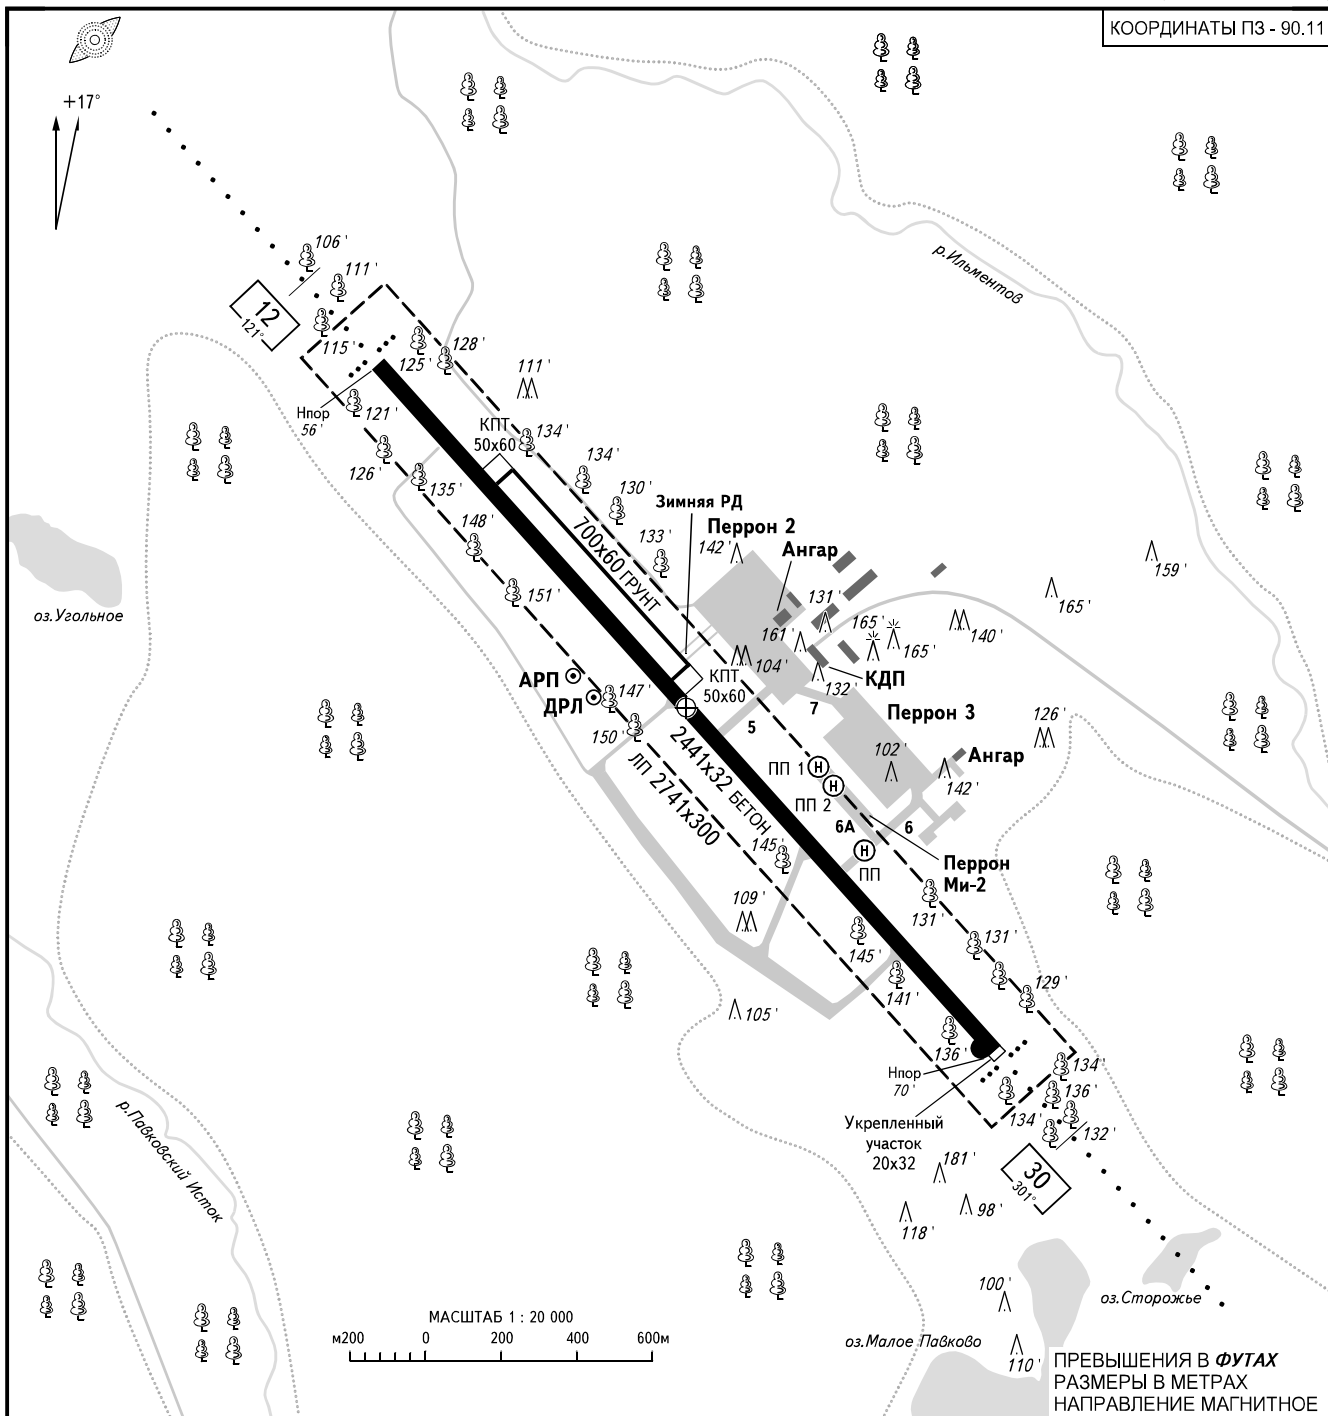 КООРДИНАТЫ ПЗ - 90.11
+17°
106'
111'
12
121°
115'
125'
128'
111'
р.Ильментов
Нпор
56'
121'
КПТ
50х60
134'
126'
135'
134'
130'
Зимняя РД
Перрон 2
133'
142'
Ангар
148'
700х60 ГРУНТ
151'
131'
159'
165'
оз.Угольное
161'
165'
165'
140'
104'
КПТ
50х60
132'
КДП
АРП
ДРЛ
147'
150'
5
7
Перрон 3
126'
2441х32 БЕТОН
ЛП 2741х300
ПП 1
H
102'
Ангар
142'
ПП 2
H
6А
6
145'
H
ПП
Перрон
Ми-2
109'
131'
145'
131'
141'
129'
105'
136'
Нпор
70'
134'
136'
134'
132'
Укрепленный
участок
20х32
р.Павковский Исток
181'
30
301°
98'
118'
100'
оз.Сторожье
МАСШТАБ 1 : 20 000
м200 0 200 400 600м
оз.Малое Павково
110'
ПРЕВЫШЕНИЯ В ФУТАХ
РАЗМЕРЫ В МЕТРАХ
НАПРАВЛЕНИЕ МАГНИТНОЕ